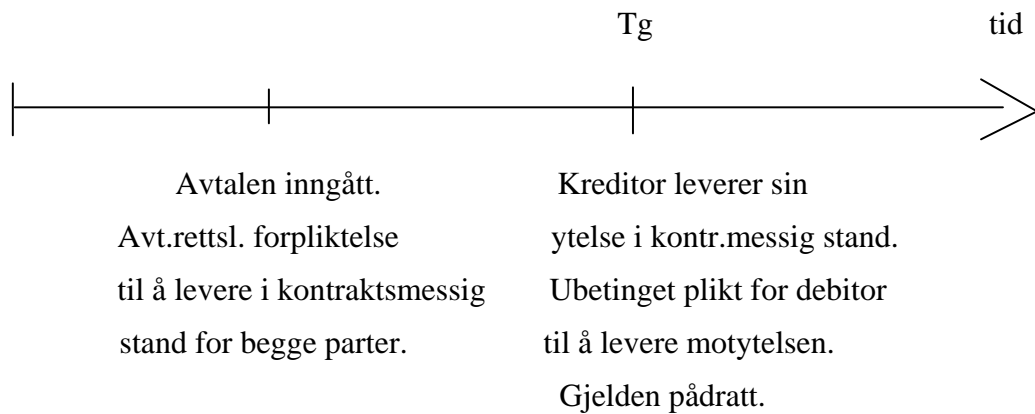 Tg tid
Avtalen inngått.
Avt.rettsl. forpliktelse
til å levere i kontraktsmessig
stand for begge parter.
Kreditor leverer sin
ytelse i kontr.messig stand.
Ubetinget plikt for debitor
til å levere motytelsen.
Gjelden pådratt.